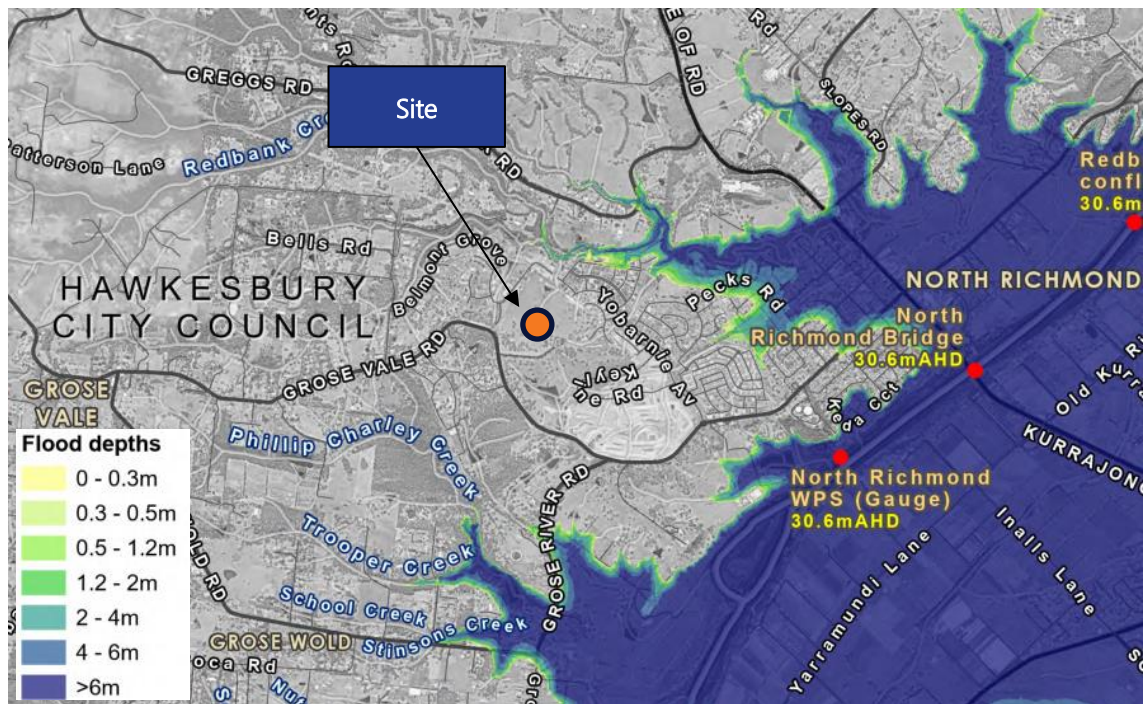 GREGGS RD
SLOPES RD
Site
Patterson Lane
Redbank
Bells Rd
Belmont Grove
HAWKESBURY
CITY COUNCIL
NORTH RICHMOND
Pecks Rd
North
Richmond Bridge
30.6mAHD
Yobarnie Av
GROSE VALE RD
GROSE
VALE
Keda Cct
KURRAJONG
Phillip Charley Creek
North Richmond
WPS (Gauge)
30.6mAHD
GROSE RIVER RD
Trooper Creek
Inalls Lane
School Creek
Yarramundi Lane
GROSE WOLD
Stinsons Creek
Flood depths
0 - 0.3m
0.3 - 0.5m
0.5 - 1.2m
1.2 - 2m
2 - 4m
4 - 6m
>6m